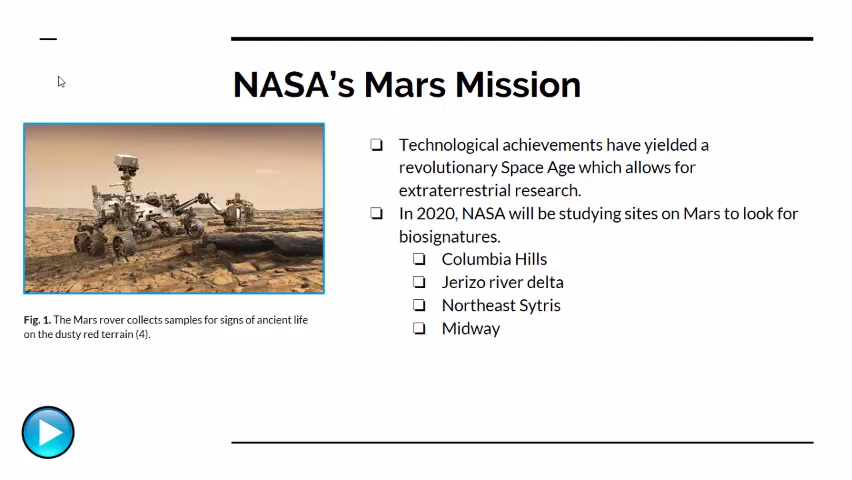 NASA's Mars Mission
❏ Technological achievements have yielded a
revolutionary Space Age which allows for
extraterrestrial research.
❏ In 2020, NASA will be studying sites on Mars to look for
biosignatures.
❏ Columbia Hills
❏ Jerizo river delta
❏ Northeast Sytris
❏ Midway
Fig. 1. The Mars rover collects samples for signs of ancient life
on the dusty red terrain (4).